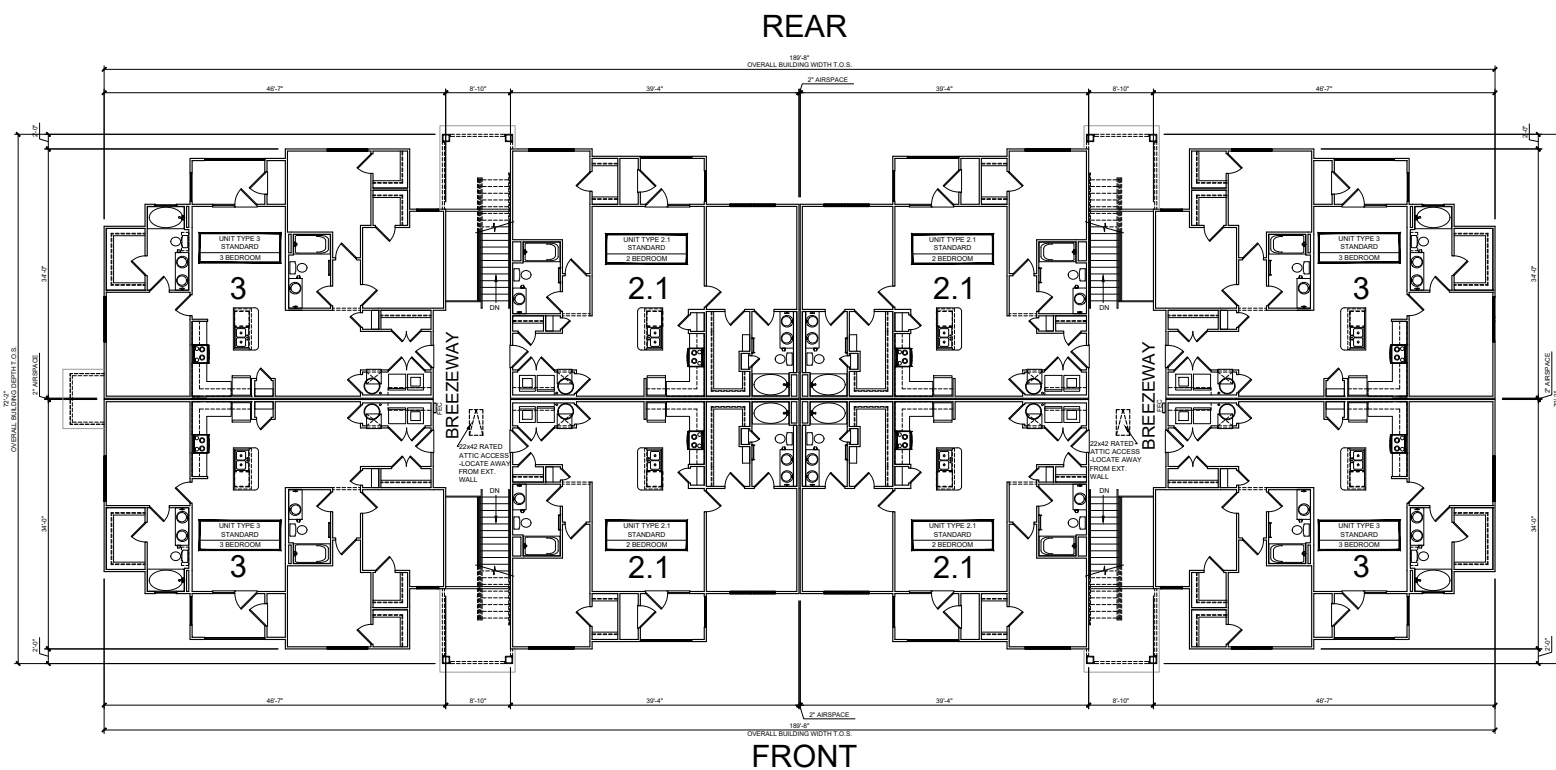 REAR
189'-8"
OVERALL BUILDING WIDTH T.O.S.
2" AIRSPACE
46'-7"
8'-10"
39'-4"
39'-4"
8'-10"
46'-7"
2'-0"
2'-0"
34'-0"
34'-0"
UNIT TYPE 3
STANDARD
3 BEDROOM
3
UNIT TYPE 2.1
STANDARD
2 BEDROOM
2.1
UNIT TYPE 2.1
STANDARD
2 BEDROOM
2.1
UNIT TYPE 3
STANDARD
3 BEDROOM
3
DN
DN
BREEZEWAY
BREEZEWAY
2" AIRSPACE
2" AIRSPACE
72'-2"
OVERALL BUILDING DEPTH T.O.S.
FEC
FEC
22x42 RATED
ATTIC ACCESS
-LOCATE AWAY
FROM EXT.
WALL
22x42 RATED
ATTIC ACCESS
-LOCATE AWAY
FROM EXT.
WALL
DN
DN
UNIT TYPE 3
STANDARD
3 BEDROOM
3
UNIT TYPE 2.1
STANDARD
2 BEDROOM
2.1
UNIT TYPE 2.1
STANDARD
2 BEDROOM
2.1
UNIT TYPE 3
STANDARD
3 BEDROOM
3
34'-0"
34'-0"
2'-0"
2'-0"
46'-7"
8'-10"
39'-4"
39'-4"
8'-10"
46'-7"
2" AIRSPACE
189'-8"
OVERALL BUILDING WIDTH T.O.S.
FRONT